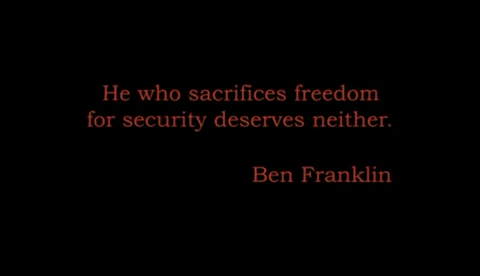 He who sacrifices freedom
for security deserves neither.
Ben Franklin